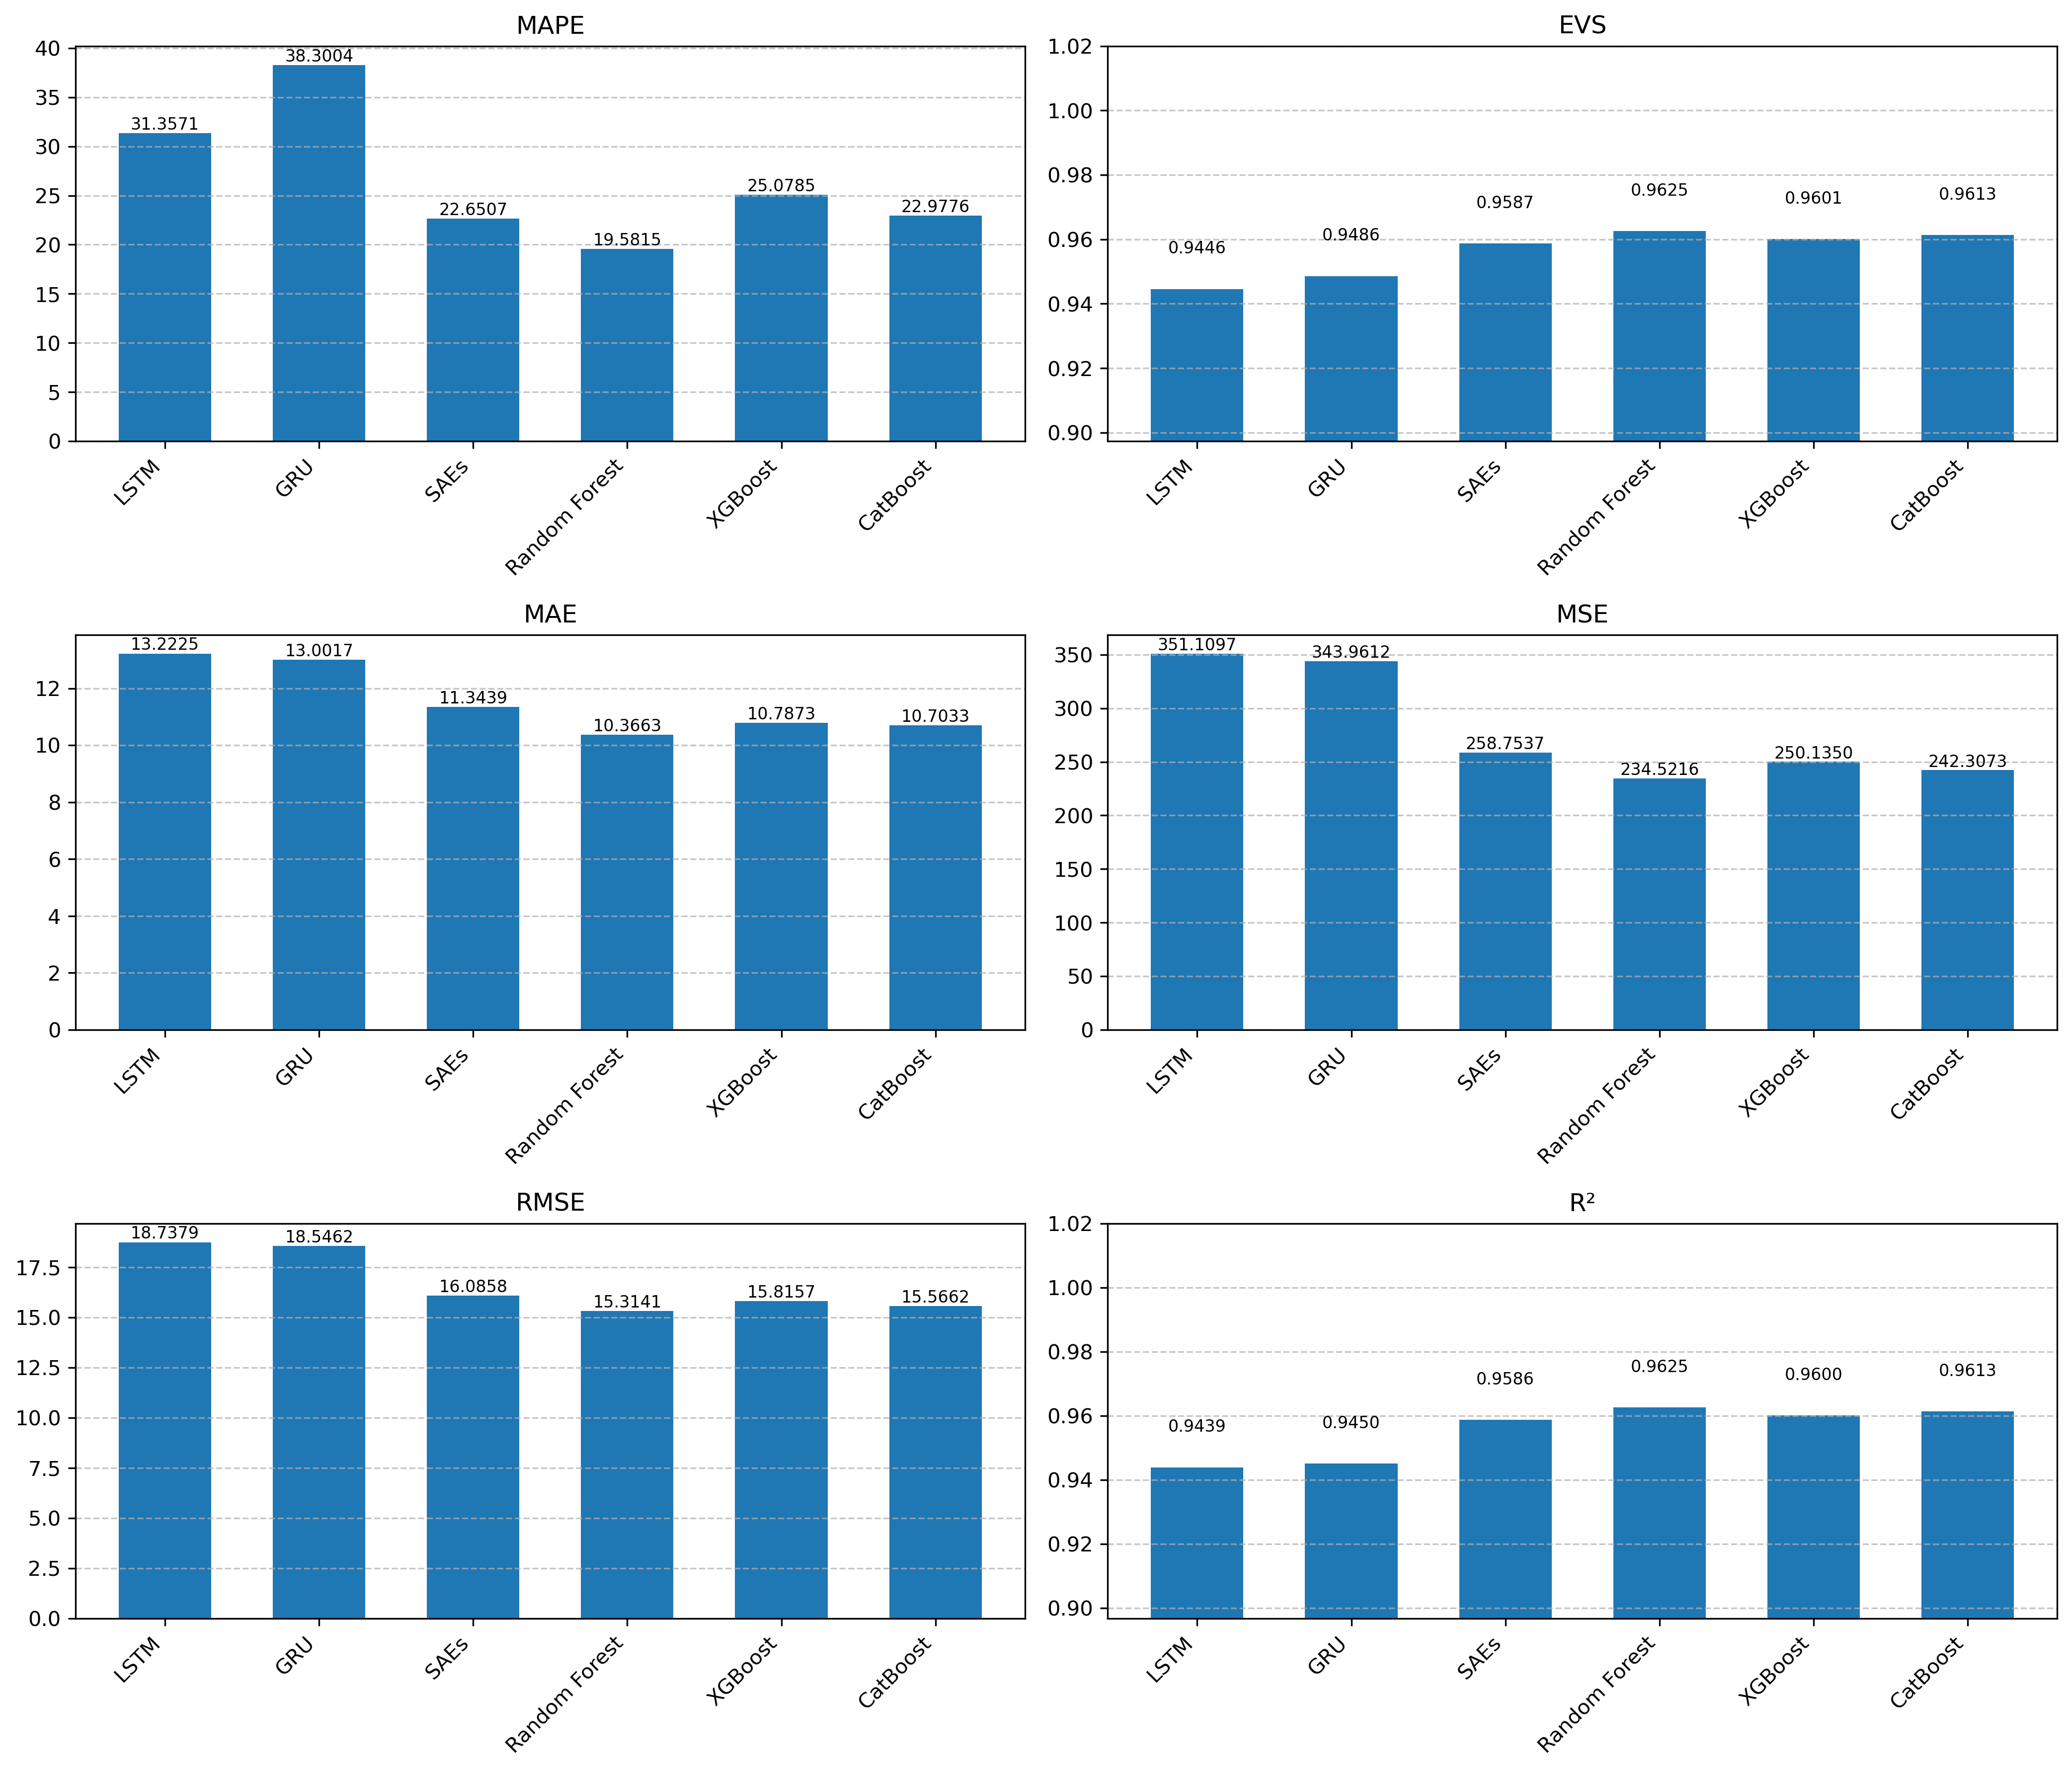 MAPE
40
35
30
25
20
15
10
5
0
31.3571
38.3004
22.6507
19.5815
25.0785
22.9776
LSTM
GRU
SAEs
Random Forest
XGBoost
CatBoost
EVS
1.02
1.00
0.98
0.96
0.94
0.92
0.90
0.9446
0.9486
0.9587
0.9625
0.9601
0.9613
LSTM
GRU
SAEs
Random Forest
XGBoost
CatBoost
MAE
12
10
8
6
4
2
0
13.2225
13.0017
11.3439
10.3663
10.7873
10.7033
LSTM
GRU
SAEs
Random Forest
XGBoost
CatBoost
MSE
350
300
250
200
150
100
50
0
351.1097
343.9612
258.7537
234.5216
250.1350
242.3073
LSTM
GRU
SAEs
Random Forest
XGBoost
CatBoost
RMSE
17.5
15.0
12.5
10.0
7.5
5.0
2.5
0.0
18.7379
18.5462
16.0858
15.3141
15.8157
15.5662
LSTM
GRU
SAEs
Random Forest
XGBoost
CatBoost
R²
1.02
1.00
0.98
0.96
0.94
0.92
0.90
0.9439
0.9450
0.9586
0.9625
0.9600
0.9613
LSTM
GRU
SAEs
Random Forest
XGBoost
CatBoost